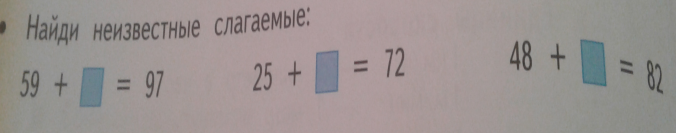 • Найди неизвестные слагаемые:
59 + □ = 97 25 + □ = 72 48 + □ = 82